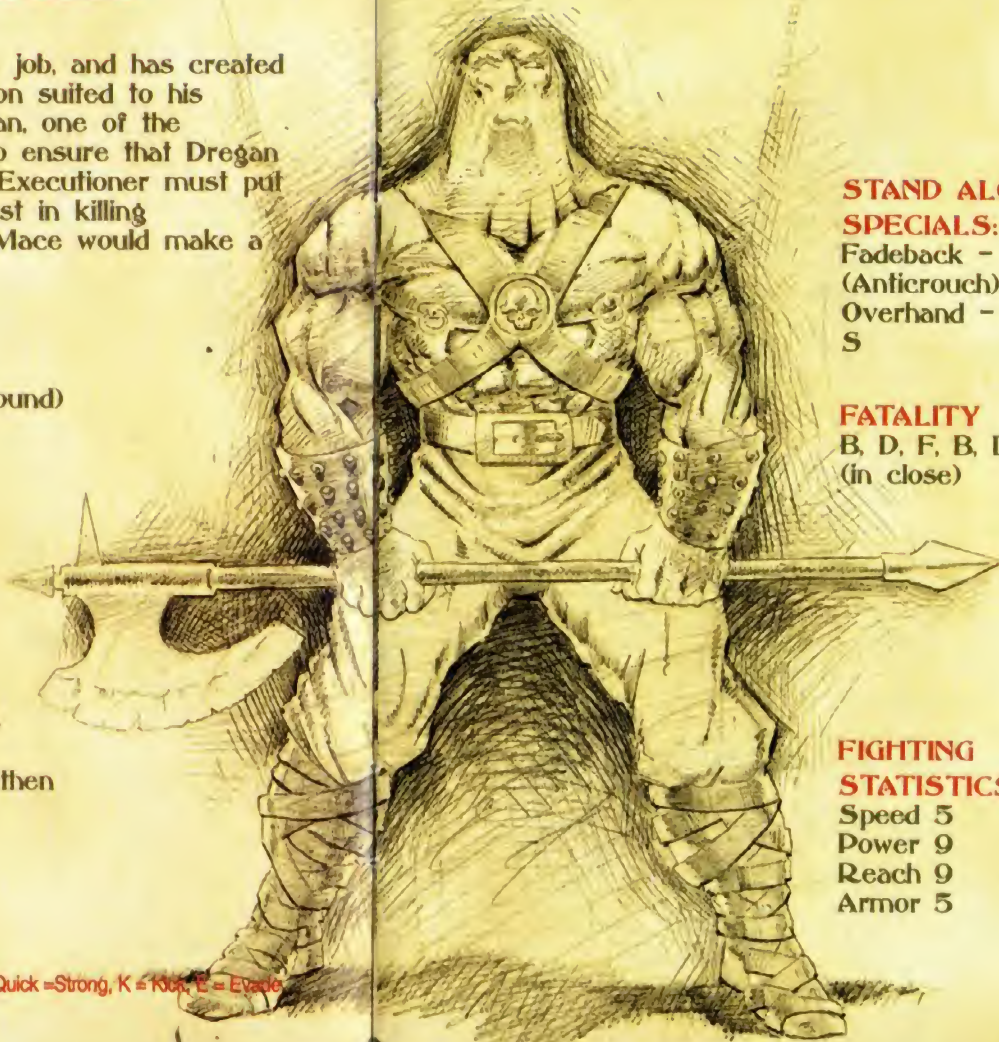 job, and has created
on suited to his
an, one of the
o ensure that Dregan
Executioner must put
st in killing
Mace would make a
ound)
then
Quick =Strong, K = Kick, E = Evade
STAND ALO
SPECIALS:
Fadeback -
(Anticrouch)
Overhand -
S
FATALITY
B, D, F, B,
(in close)
FIGHTING
STATISTICS
Speed 5
Power 9
Reach 9
Armor 5